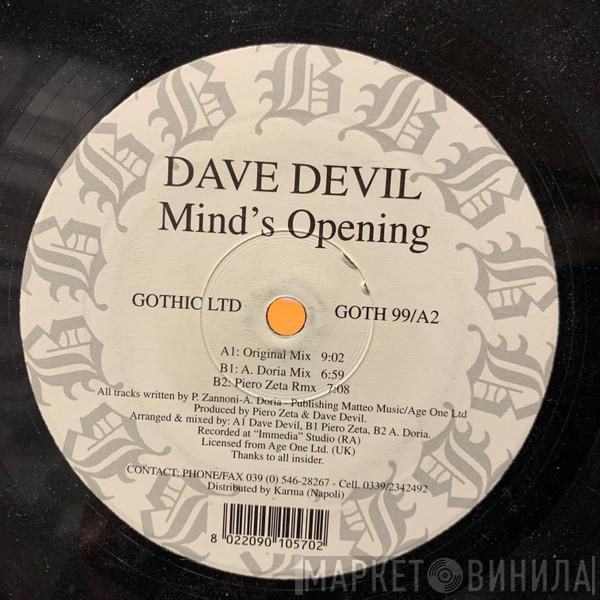 DAVE DEVIL
Mind's Opening
GOTHIC LTD
GOTH 99/A2
A1: Original Mix 9:02
B1: A. Doria Mix 6:59
B2: Piero Zeta Rmx 7:08
All tracks written by P. Zannoni-A. Doria - Publishing Matteo Music/Age One Ltd
Produced by Piero Zeta & Dave Devil.
Arranged & mixed by: A1 Dave Devil, B1 Piero Zeta, B2 A. Doria.
Recorded at "Immedia" Studio (RA)
Licensed from Age One Ltd. (UK)
Thanks to all insider.
CONTACT: PHONE/FAX 039 (0) 546-28267 - Cell. 0339/2342492
Distributed by Karma (Napoli)
8 022090 105702
МАРКЕТ ВИНИЛА